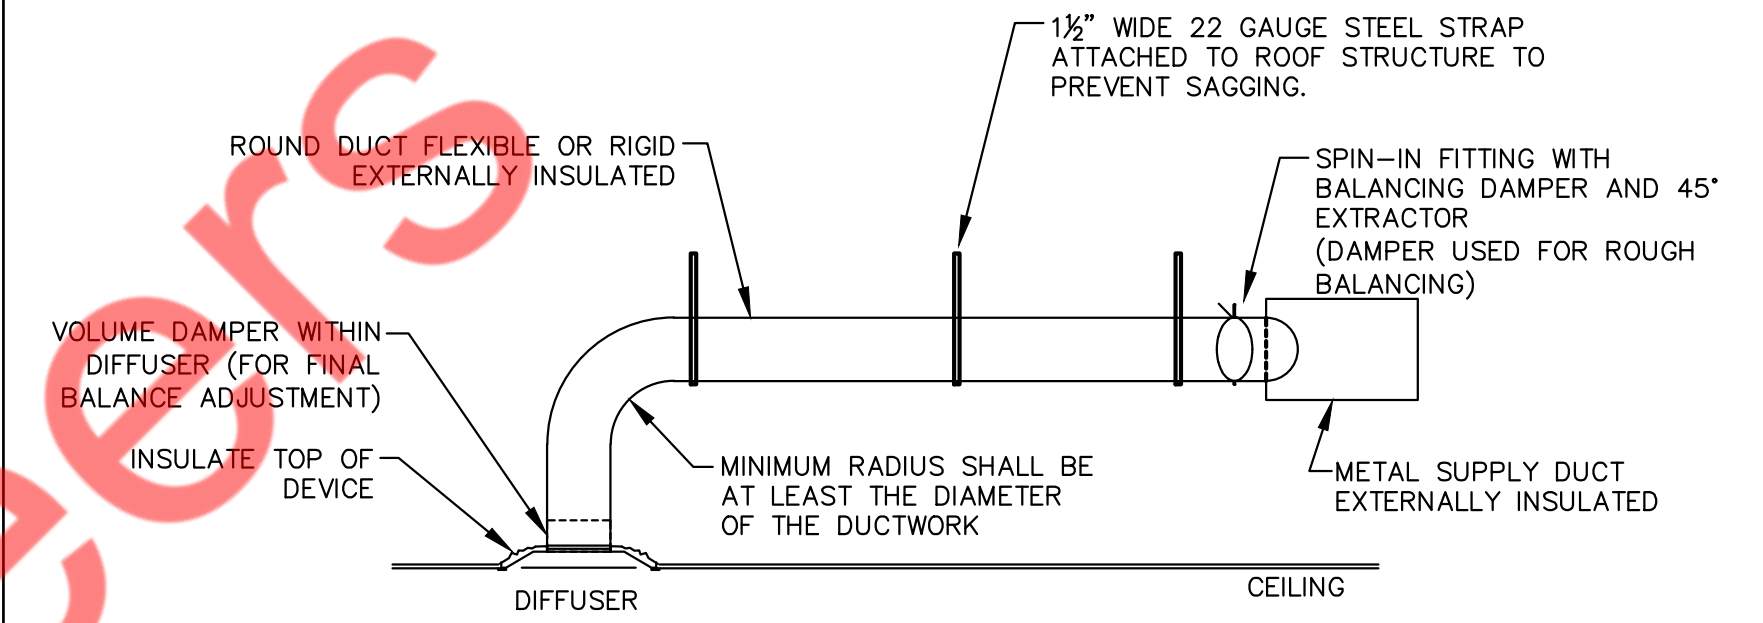 1½" WIDE 22 GAUGE STEEL STRAP
ATTACHED TO ROOF STRUCTURE TO
PREVENT SAGGING.
ROUND DUCT FLEXIBLE OR RIGID
EXTERNALLY INSULATED
SPIN-IN FITTING WITH
BALANCING DAMPER AND 45°
EXTRACTOR
(DAMPER USED FOR ROUGH
BALANCING)
VOLUME DAMPER WITHIN
DIFFUSER (FOR FINAL
BALANCE ADJUSTMENT)
INSULATE TOP OF
DEVICE
MINIMUM RADIUS SHALL BE
AT LEAST THE DIAMETER
OF THE DUCTWORK
METAL SUPPLY DUCT
EXTERNALLY INSULATED
DIFFUSER
CEILING
eers